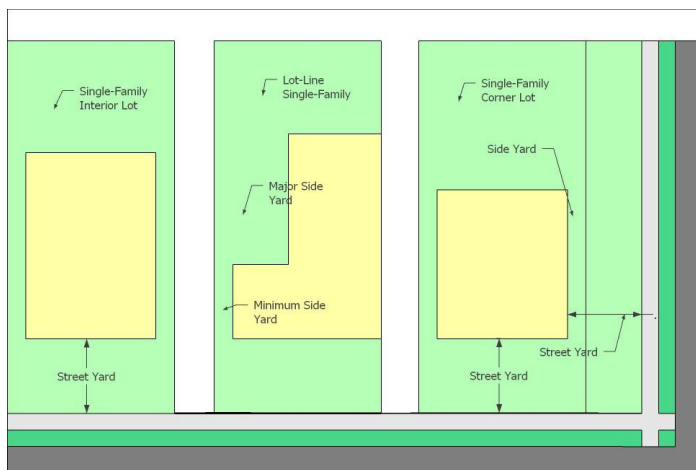 Single-Family
Interior Lot
Lot-Line
Single-Family
Single-Family
Corner Lot
Side Yard
Major Side
Yard
Minimum Side
Yard
Street Yard
Street Yard
Street Yard